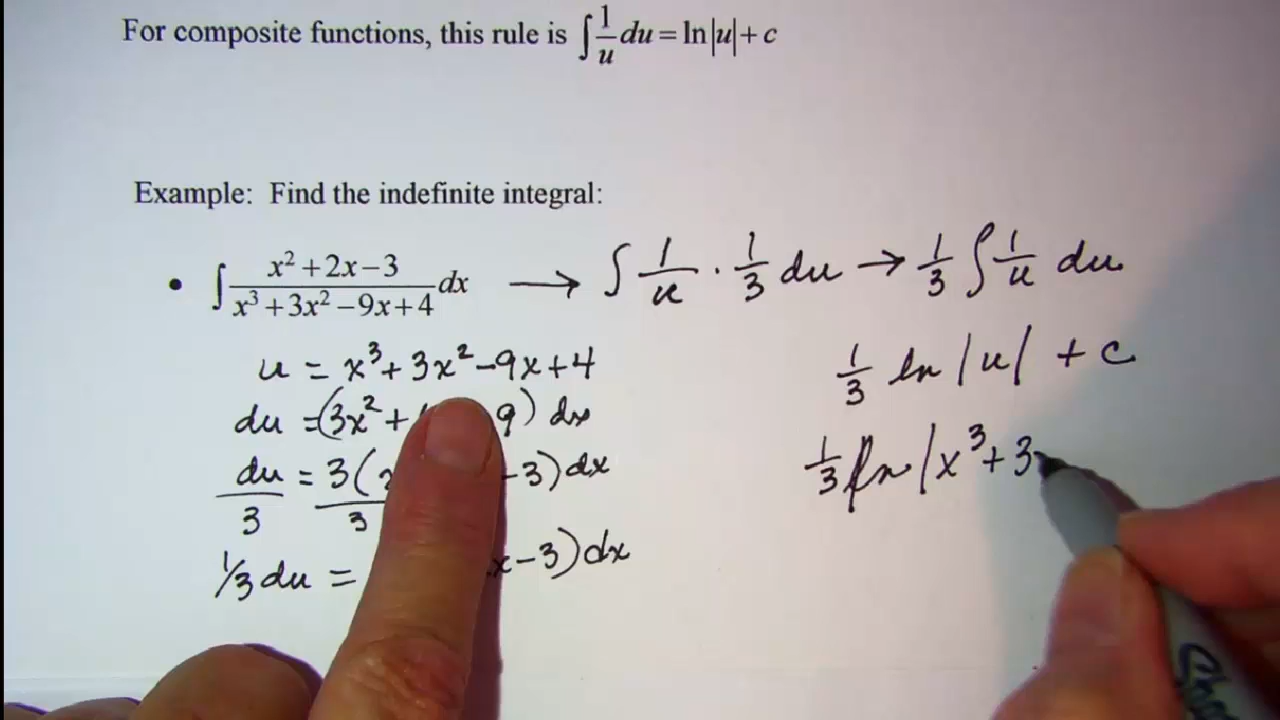 For composite functions, this rule is ∫ 1/u du = ln|u| + c
Example: Find the indefinite integral:
• ∫ (x² + 2x − 3)/(x³ + 3x² − 9x + 4) dx → ∫ 1/u · 1/3 du → 1/3 ∫ 1/u du
u = x³ + 3x² − 9x + 4
1/3 ln |u| + c
du = (3x² + 9) dx
du/3 = 3( −3) dx/3
1/3 ln |x³ + 3
1/3 du = x − 3) dx
Sha